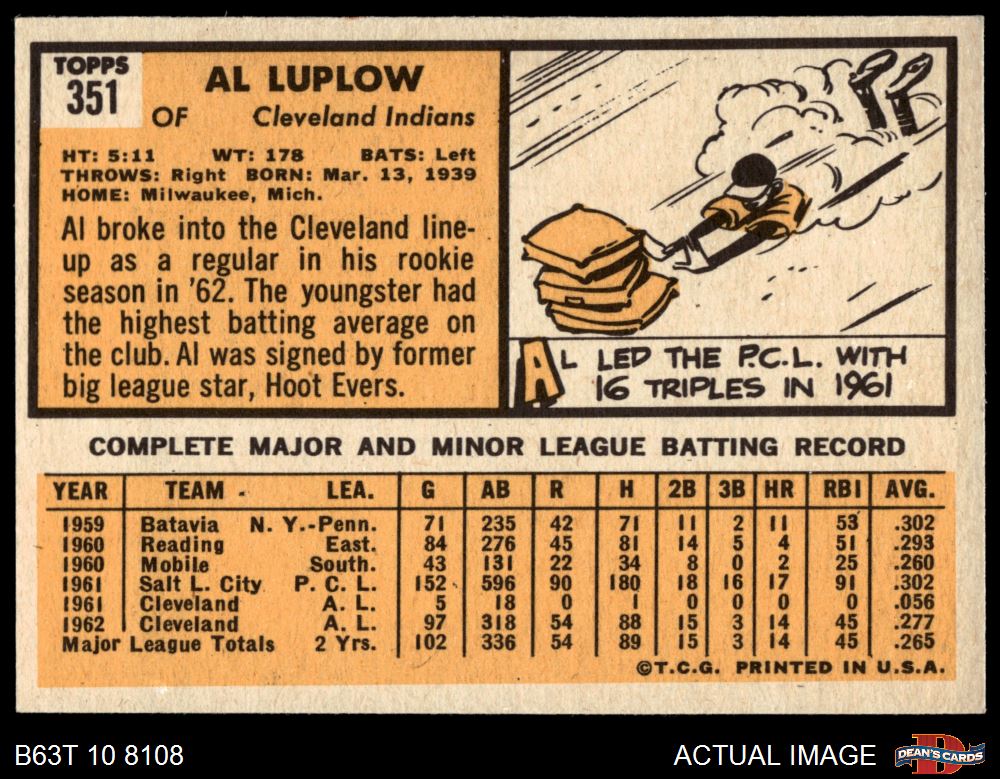 TOPPS
351
AL LUPLOW
OF Cleveland Indians
HT: 5:11 WT: 178 BATS: Left
THROWS: Right BORN: Mar. 13, 1939
HOME: Milwaukee, Mich.
Al broke into the Cleveland line-
up as a regular in his rookie
season in '62. The youngster had
the highest batting average on
the club. Al was signed by former
big league star, Hoot Evers.
AL LED THE P.C.L. WITH
16 TRIPLES IN 1961
COMPLETE MAJOR AND MINOR LEAGUE BATTING RECORD
YEAR TEAM LEA. G AB R H 2B 3B HR RBI AVG.
1959 Batavia N. Y.-Penn. 71 235 42 71 11 2 11 53 .302
1960 Reading East. 84 276 45 81 14 5 4 51 .293
1960 Mobile South. 43 131 22 34 8 0 2 25 .260
1961 Salt L. City P. C. L. 152 596 90 180 18 16 17 91 .302
1961 Cleveland A. L. 5 18 0 1 0 0 0 0 .056
1962 Cleveland A. L. 97 318 54 88 15 3 14 45 .277
Major League Totals 2 Yrs. 102 336 54 89 15 3 14 45 .265
©T.C.G. PRINTED IN U.S.A.
B63T 10 8108 ACTUAL IMAGE DEAN'S CARDS